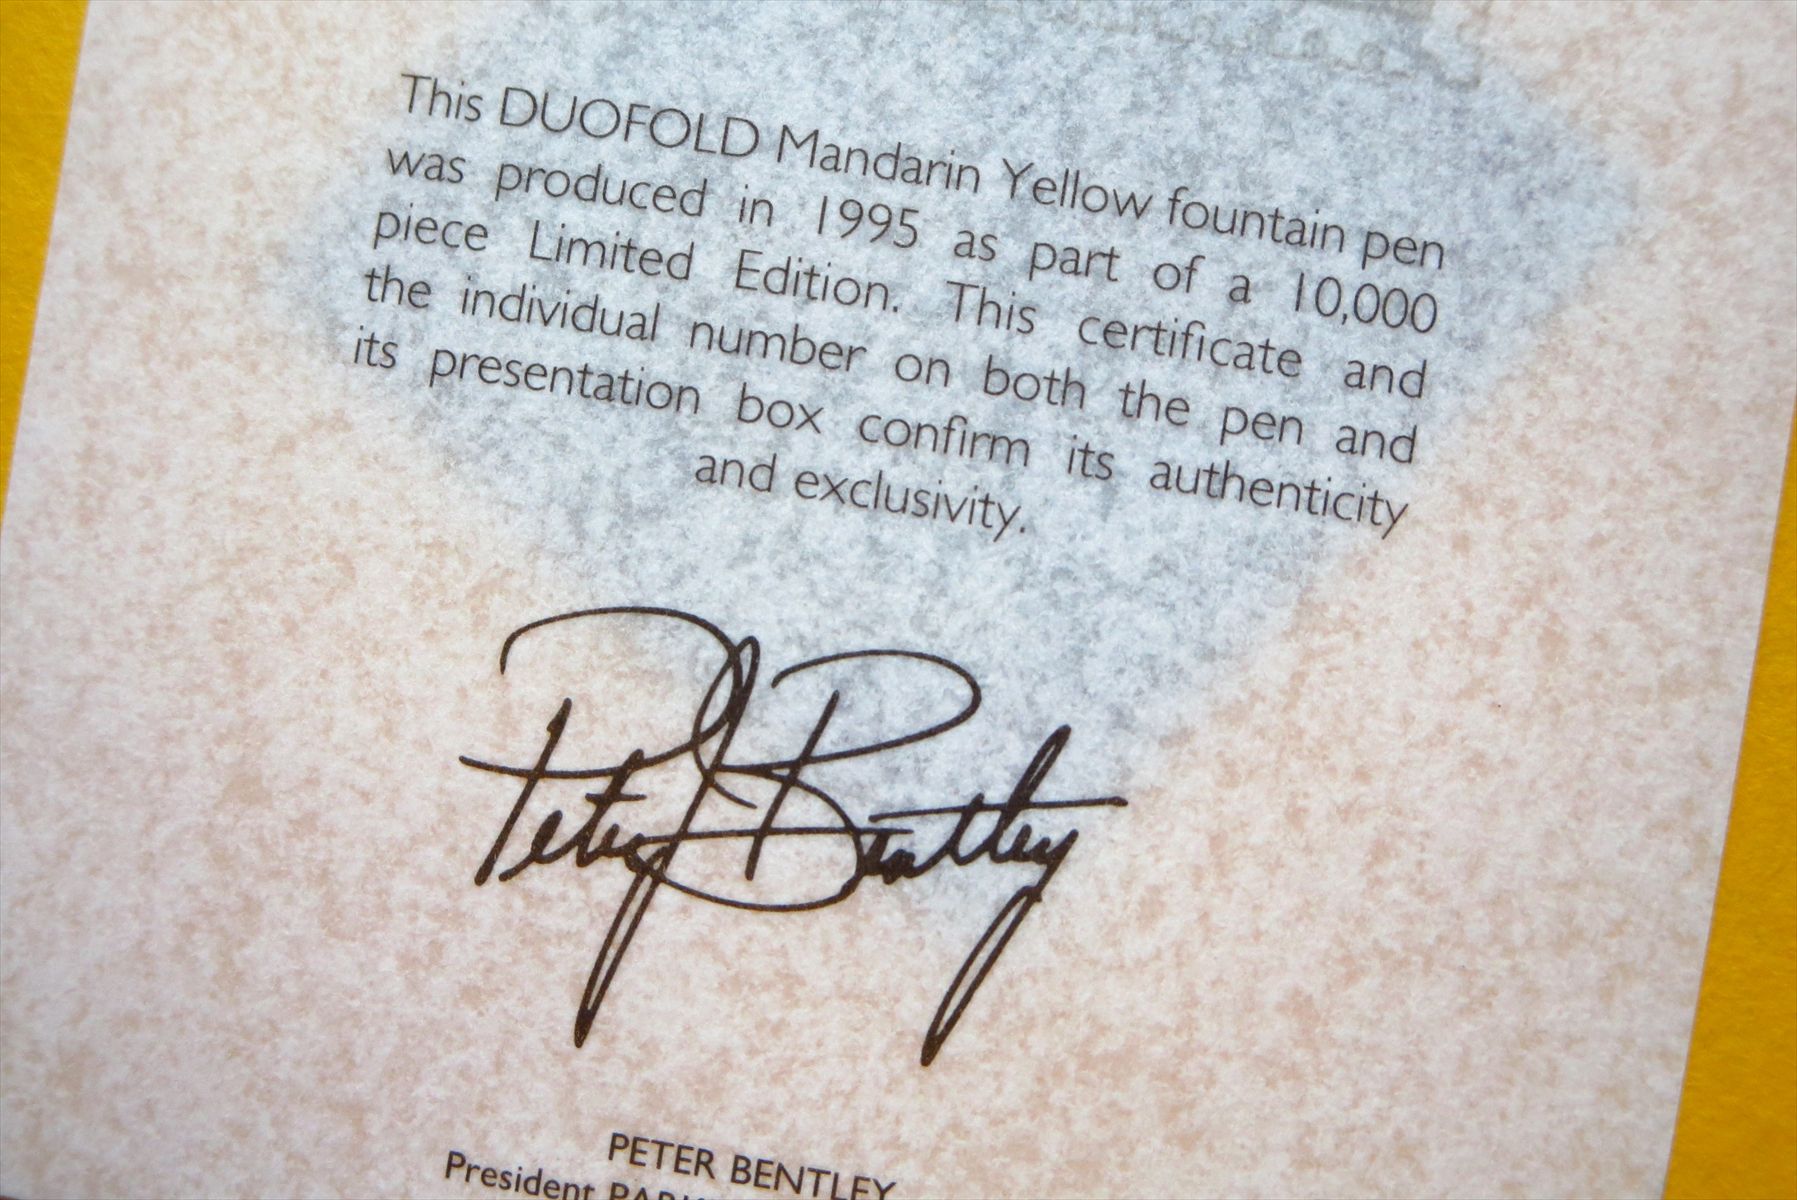 This DUOFOLD Mandarin Yellow fountain pen
was produced in 1995 as part of a 10,000
piece Limited Edition. This certificate and
the individual number on both the pen and
its presentation box confirm its authenticity
and exclusivity.
Peter J Bentley
PETER BENTLEY
President